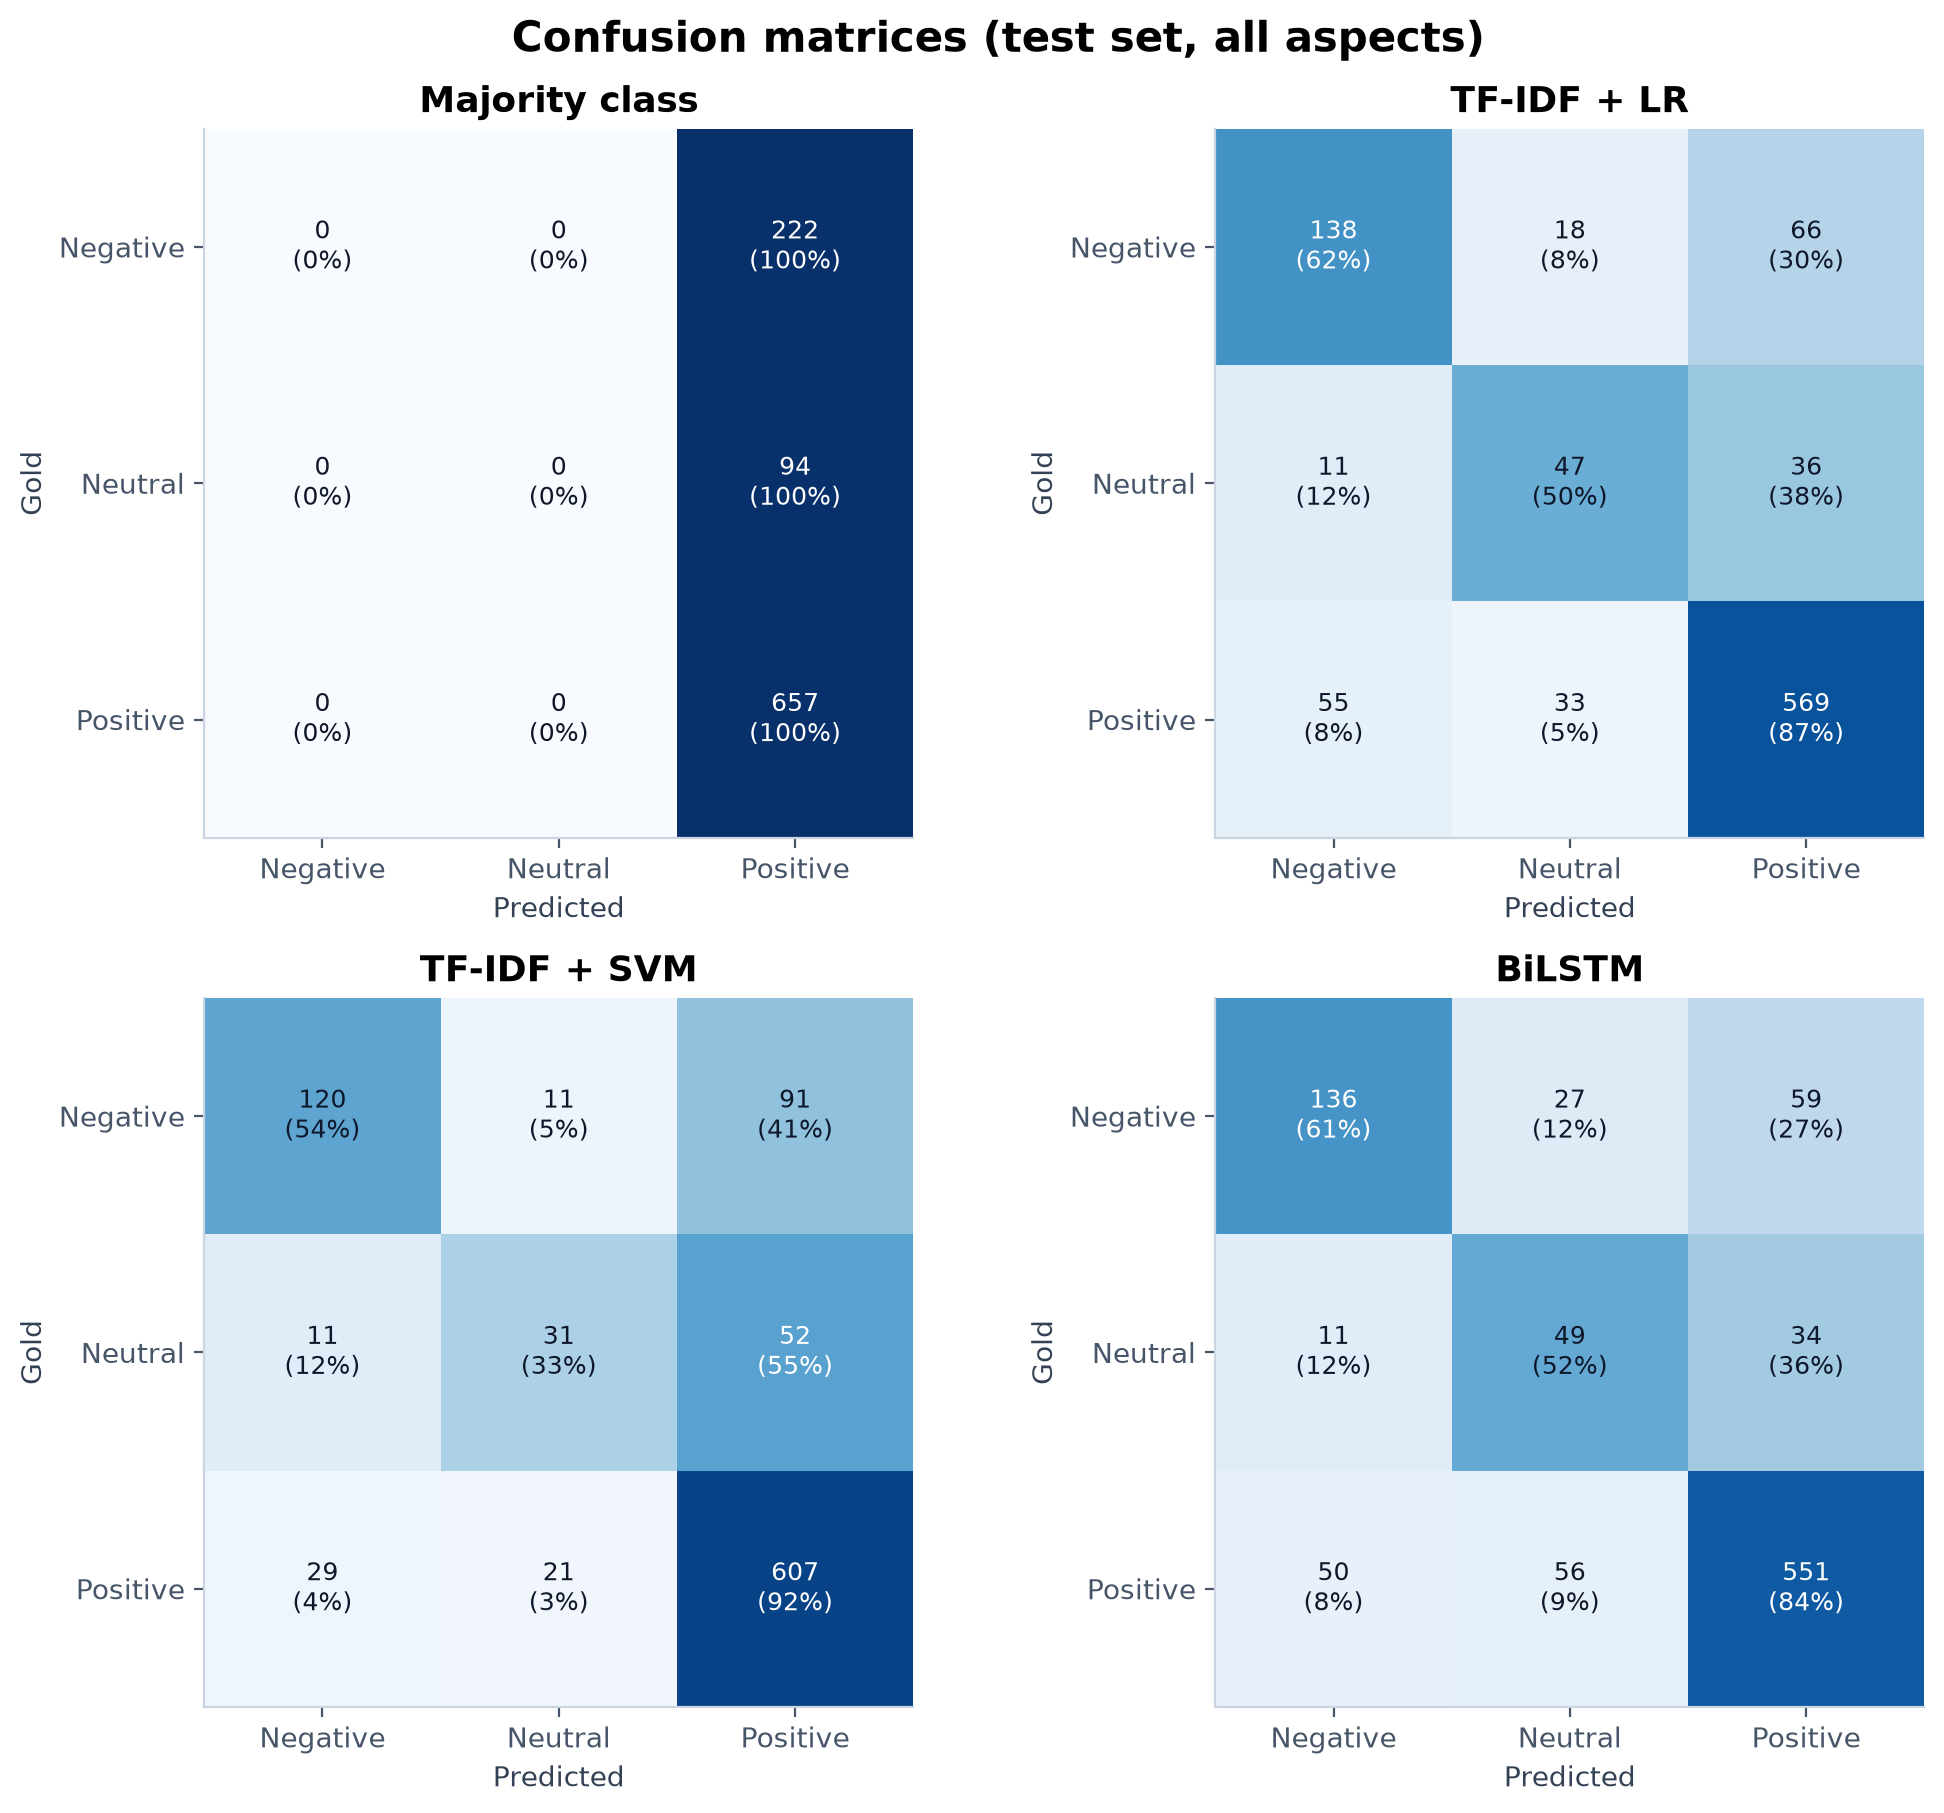 Confusion matrices (test set, all aspects)
Majority class
Gold
Negative
0
(0%)
0
(0%)
222
(100%)
Neutral
0
(0%)
0
(0%)
94
(100%)
Positive
0
(0%)
0
(0%)
657
(100%)
Negative
Neutral
Positive
Predicted
TF-IDF + LR
Gold
Negative
138
(62%)
18
(8%)
66
(30%)
Neutral
11
(12%)
47
(50%)
36
(38%)
Positive
55
(8%)
33
(5%)
569
(87%)
Negative
Neutral
Positive
Predicted
TF-IDF + SVM
Gold
Negative
120
(54%)
11
(5%)
91
(41%)
Neutral
11
(12%)
31
(33%)
52
(55%)
Positive
29
(4%)
21
(3%)
607
(92%)
Negative
Neutral
Positive
Predicted
BiLSTM
Gold
Negative
136
(61%)
27
(12%)
59
(27%)
Neutral
11
(12%)
49
(52%)
34
(36%)
Positive
50
(8%)
56
(9%)
551
(84%)
Negative
Neutral
Positive
Predicted